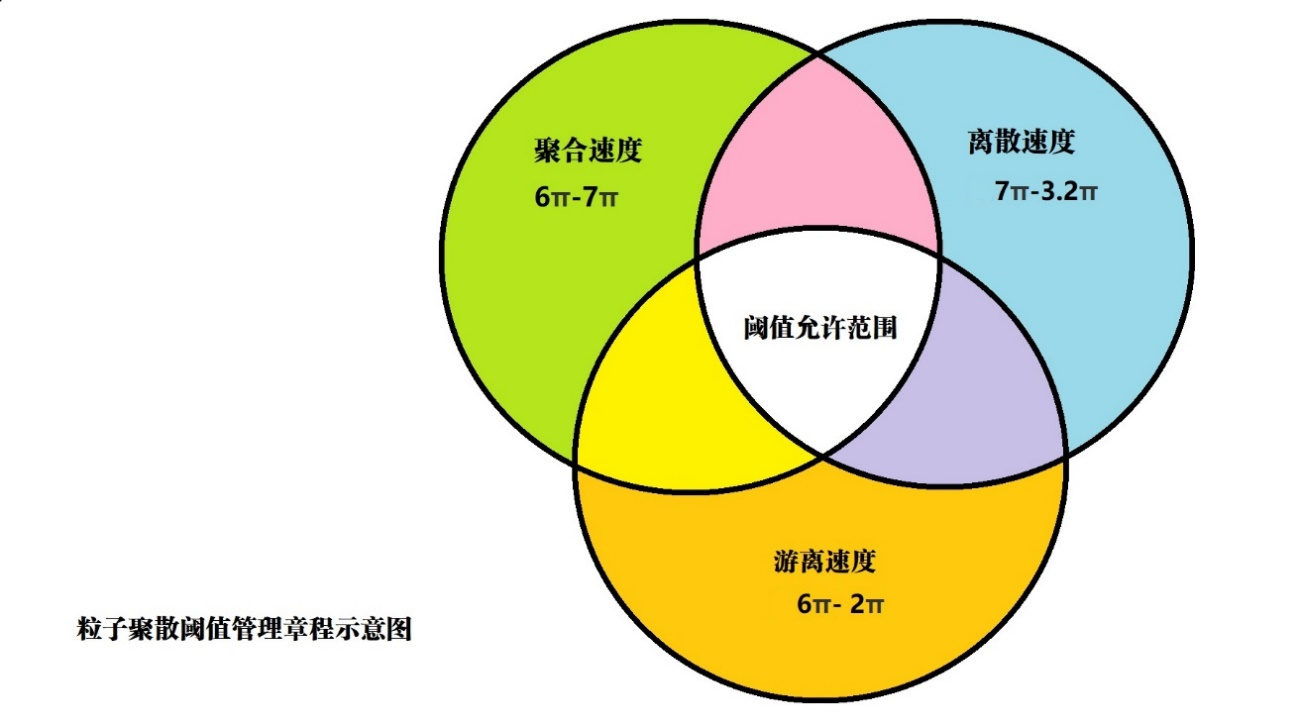 聚合速度
6π-7π
离散速度
7π-3.2π
阈值允许范围
游离速度
6π- 2π
粒子聚散阈值管理章程示意图